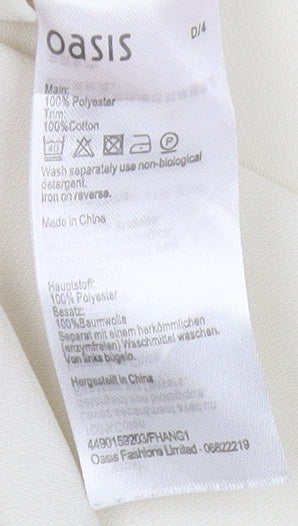 oasis
D/4
Main:
100% Polyester
Trim:
100%Cotton
Wash separately use non-biological
detergent.
Iron on reverse.
Made in China
Hauptstoff:
100% Polyester
Besatz:
100%Baumwolle
Separat mit einem herkömmlichen
(enzymfreien) Waschmittel waschen.
Von links bügeln.
Hergestellt in China
4490159203/FHANG1
Oasis Fashions Limited - 06822219